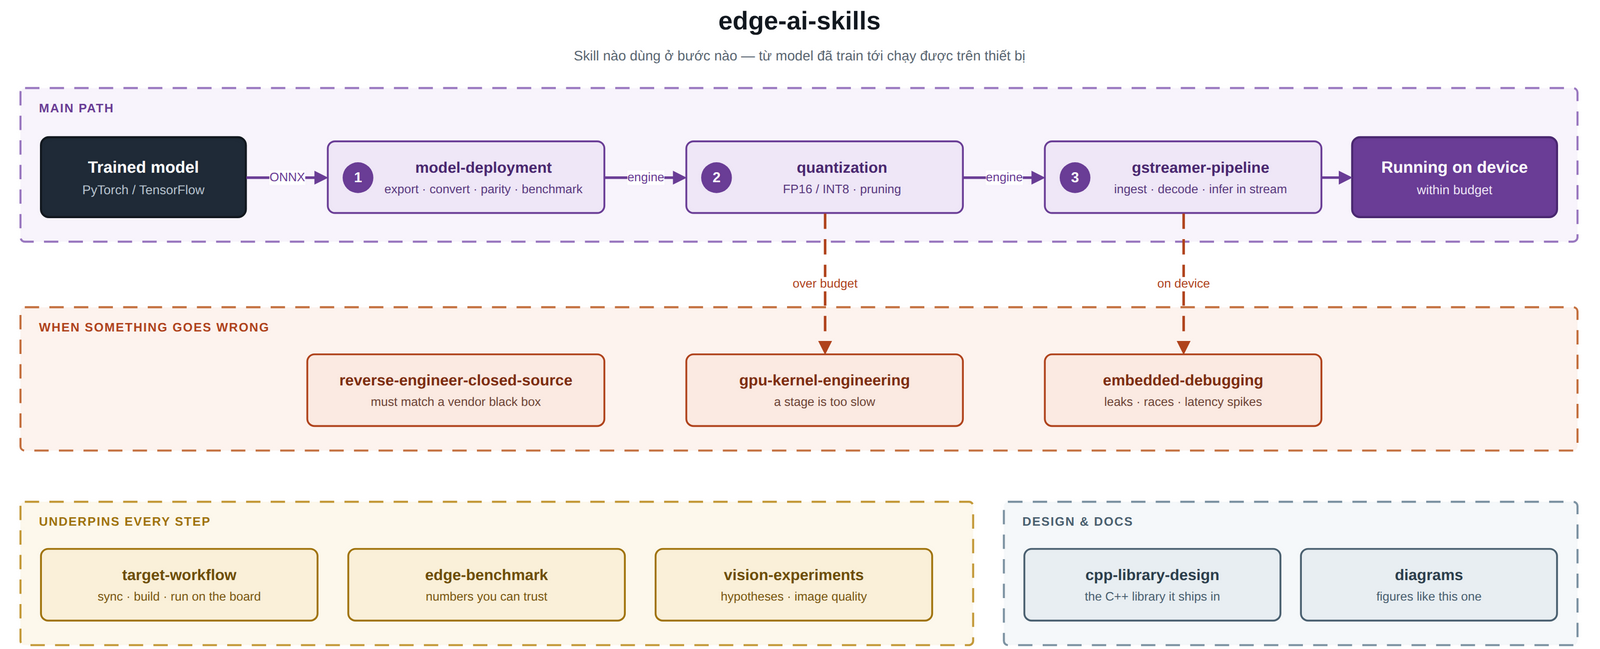 edge-ai-skills
Skill nào dùng ở bước nào — từ model đã train tới chạy được trên thiết bị
MAIN PATH
Trained model
PyTorch / TensorFlow
ONNX
1
model-deployment
export · convert · parity · benchmark
engine
2
quantization
FP16 / INT8 · pruning
engine
3
gstreamer-pipeline
ingest · decode · infer in stream
Running on device
within budget
over budget
on device
WHEN SOMETHING GOES WRONG
reverse-engineer-closed-source
must match a vendor black box
gpu-kernel-engineering
a stage is too slow
embedded-debugging
leaks · races · latency spikes
UNDERPINS EVERY STEP
target-workflow
sync · build · run on the board
edge-benchmark
numbers you can trust
vision-experiments
hypotheses · image quality
DESIGN & DOCS
cpp-library-design
the C++ library it ships in
diagrams
figures like this one